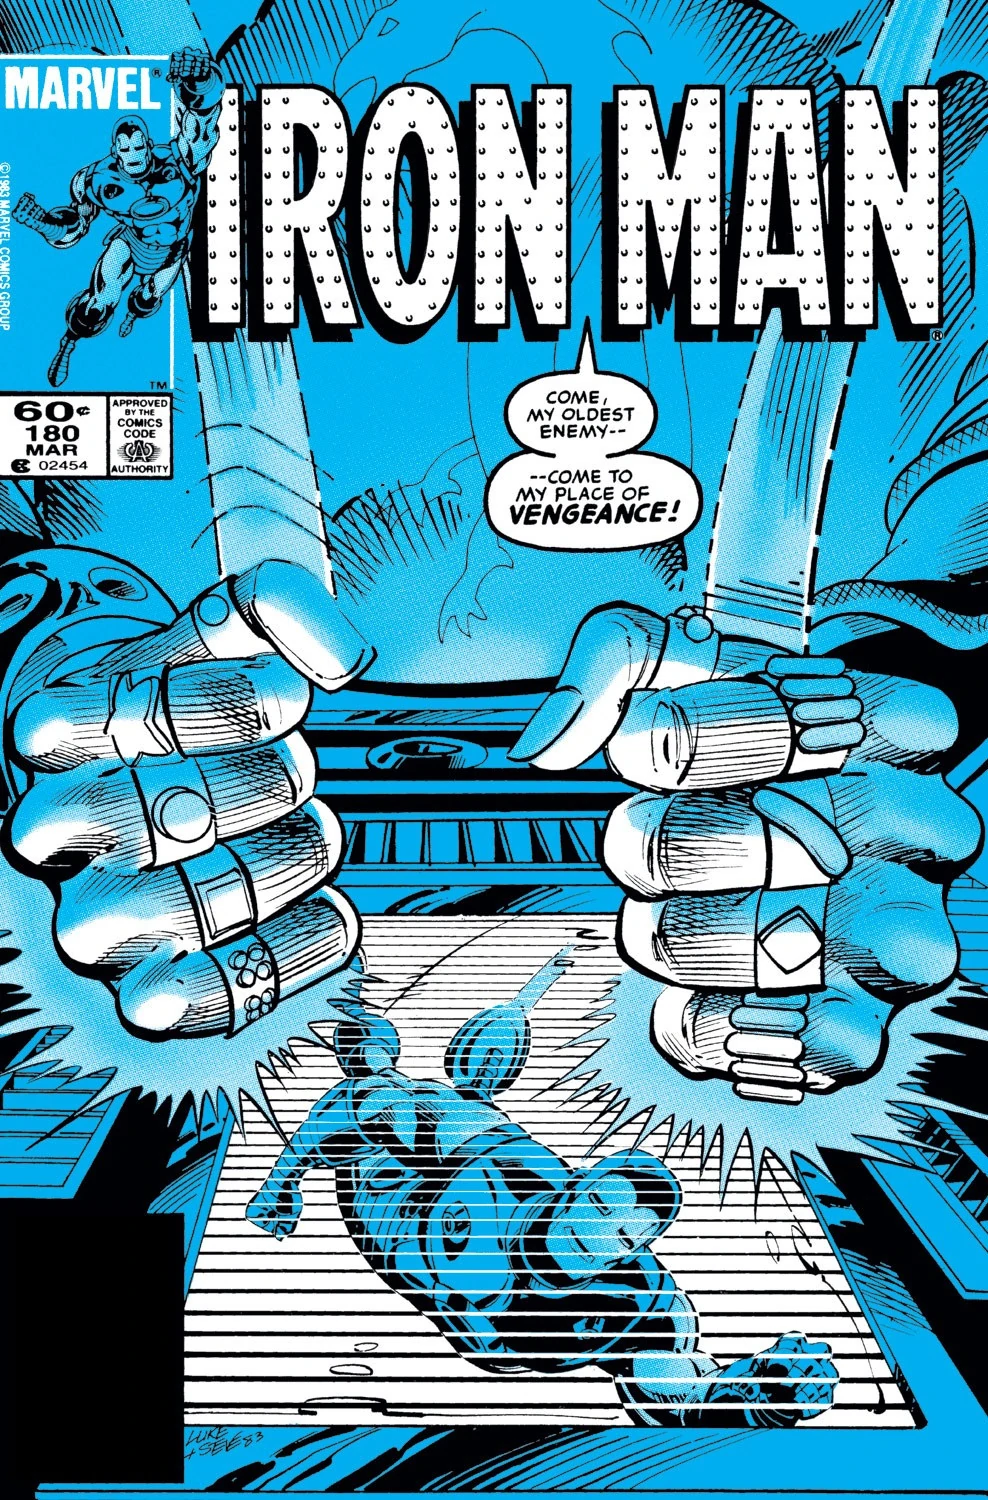 MARVEL®
IRON MAN®
©1983 MARVEL COMICS GROUP
TM
60¢
180
MAR
02454
APPROVED
BY THE
COMICS
CODE
A
AUTHORITY
COME,
MY OLDEST
ENEMY--
--COME TO
MY PLACE OF
VENGEANCE!
LUKE
+ SEVE 83